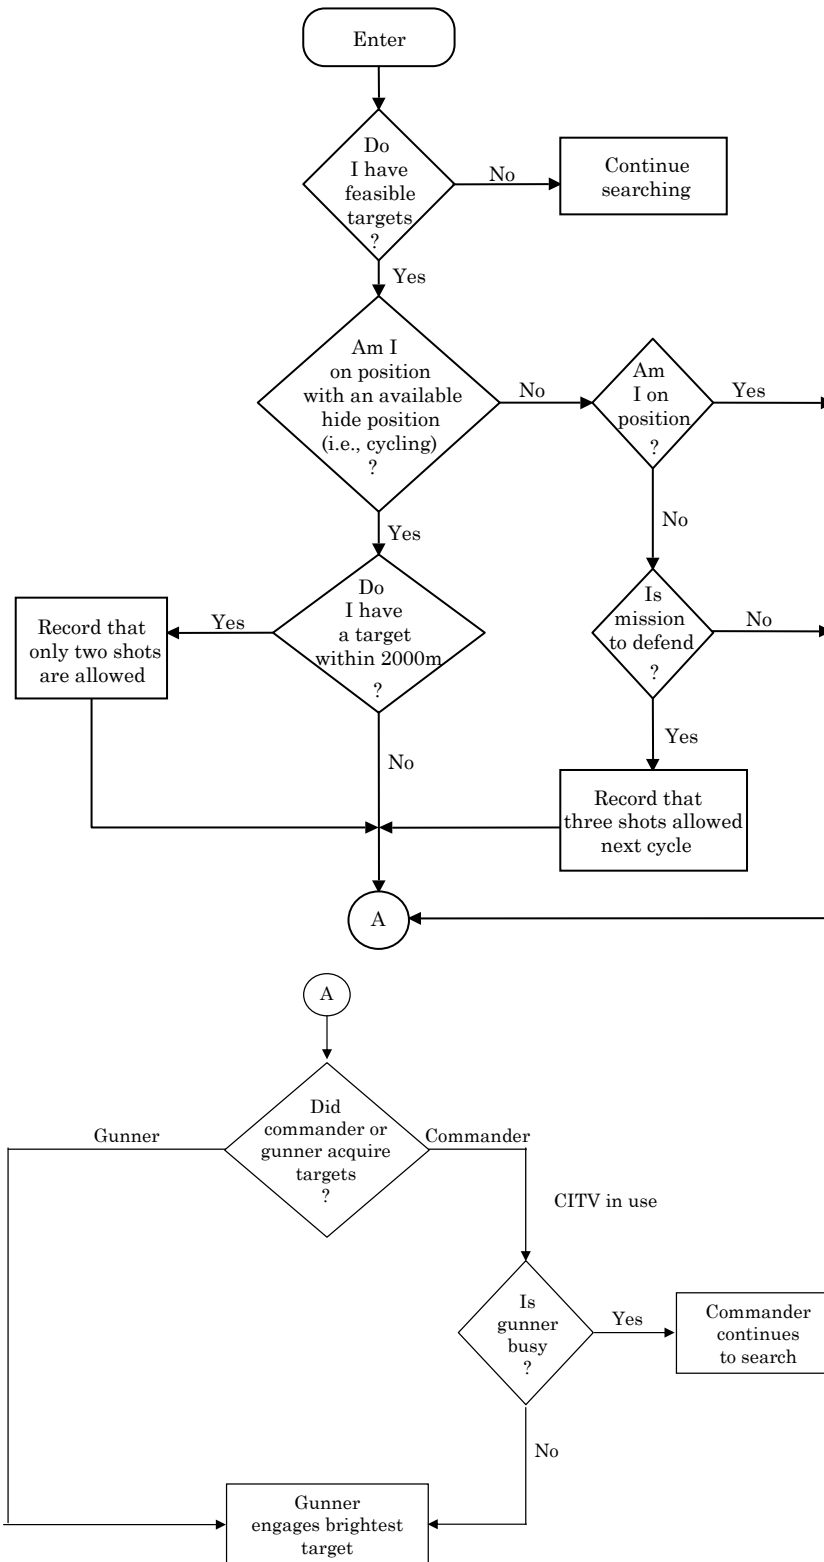 Enter
Do
I have
feasible
targets
?
No
Continue
searching
Yes
Am I
on position
with an available
hide position
(i.e., cycling)
?
No
Am
I on
position
?
Yes
Yes
No
Do
I have
a target
within 2000m
?
Yes
Record that
only two shots
are allowed
Is
mission
to defend
?
No
No
Yes
Record that
three shots allowed
next cycle
A
A
Did
commander or
gunner acquire
targets
?
Gunner
Commander
CITV in use
Is
gunner
busy
?
Yes
Commander
continues
to search
No
Gunner
engages brightest
target